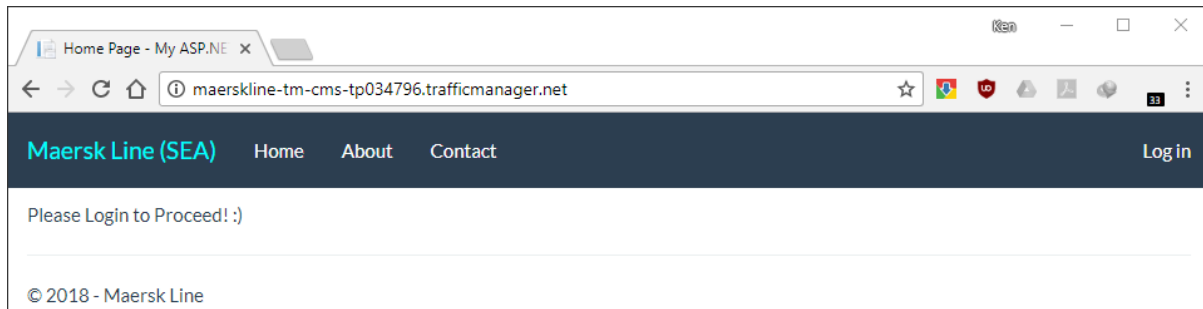 Ken
Home Page - My ASP.NE
maerskline-tm-cms-tp034796.trafficmanager.net
33
Maersk Line (SEA) Home About Contact Log in
Please Login to Proceed! :)
© 2018 - Maersk Line